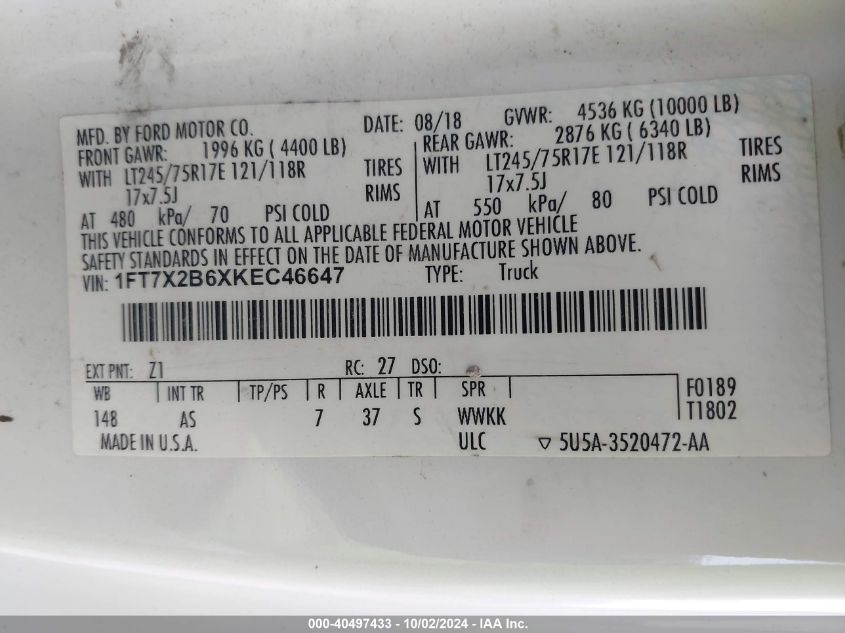 MFD. BY FORD MOTOR CO.
DATE: 08/18 GVWR: 4536 KG (10000 LB)
FRONT GAWR: 1996 KG ( 4400 LB)
REAR GAWR: 2876 KG ( 6340 LB)
WITH LT245/75R17E 121/118R TIRES
WITH LT245/75R17E 121/118R TIRES
17x7.5J RIMS
17x7.5J RIMS
AT 480 kPa/ 70 PSI COLD
AT 550 kPa/ 80 PSI COLD
THIS VEHICLE CONFORMS TO ALL APPLICABLE FEDERAL MOTOR VEHICLE
SAFETY STANDARDS IN EFFECT ON THE DATE OF MANUFACTURE SHOWN ABOVE.
VIN: 1FT7X2B6XKEC46647 TYPE: Truck
EXT PNT: Z1 RC: 27 DSO:
WB INT TR TP/PS R AXLE TR SPR F0189
148 AS 7 37 S WWKK T1802
MADE IN U.S.A. ULC ▽ 5U5A-3520472-AA
000-40497433 - 10/02/2024 - IAA Inc.